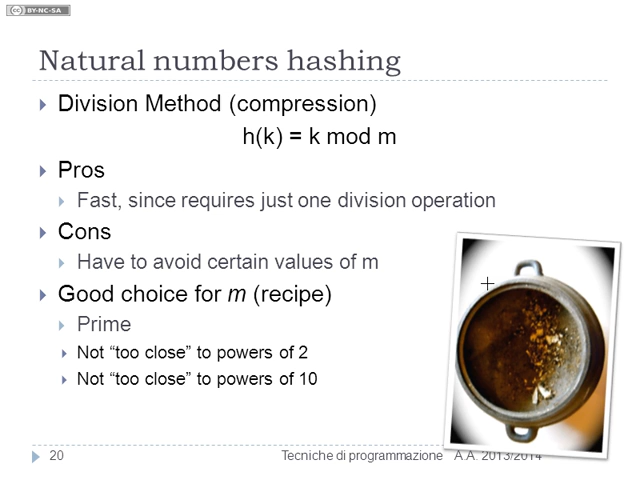 BY-NC-SA
Natural numbers hashing
Division Method (compression)
h(k) = k mod m
Pros
Fast, since requires just one division operation
Cons
Have to avoid certain values of m
Good choice for m (recipe)
Prime
Not “too close” to powers of 2
Not “too close” to powers of 10
20
Tecniche di programmazione A.A. 2013/2014